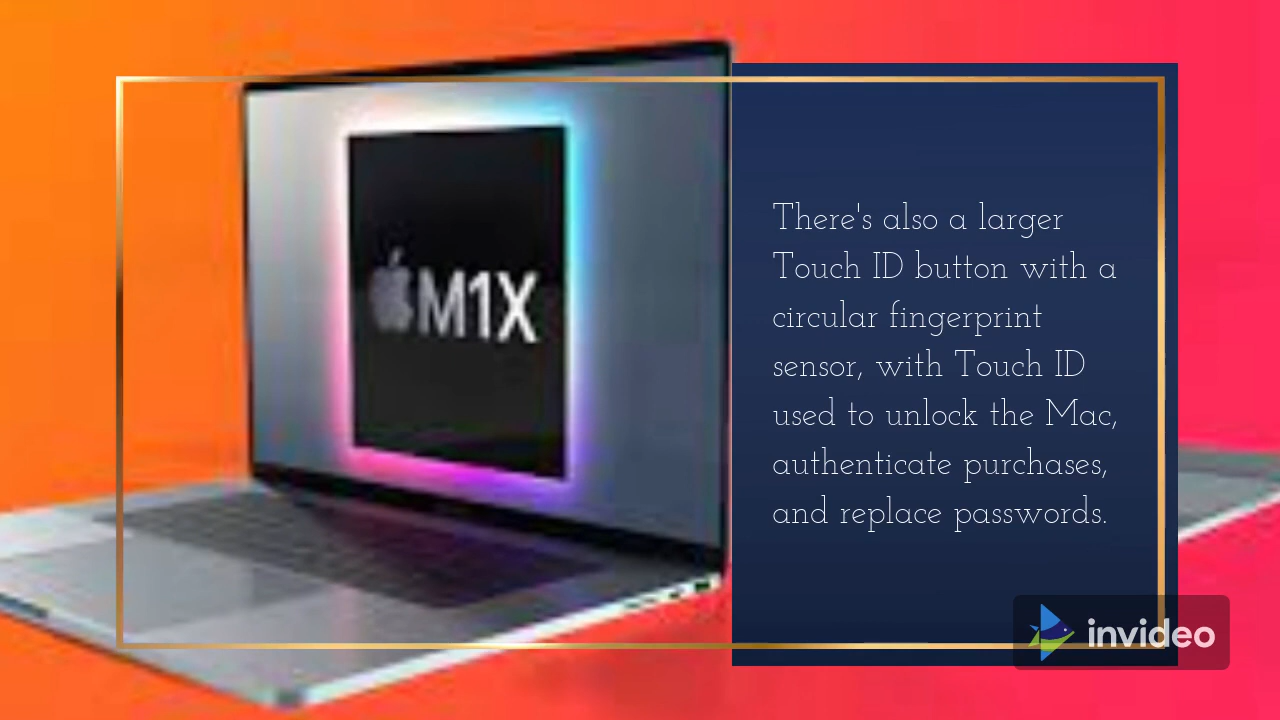 M1X
There's also a larger
Touch ID button with a
circular fingerprint
sensor, with Touch ID
used to unlock the Mac,
authenticate purchases,
and replace passwords.
invideo